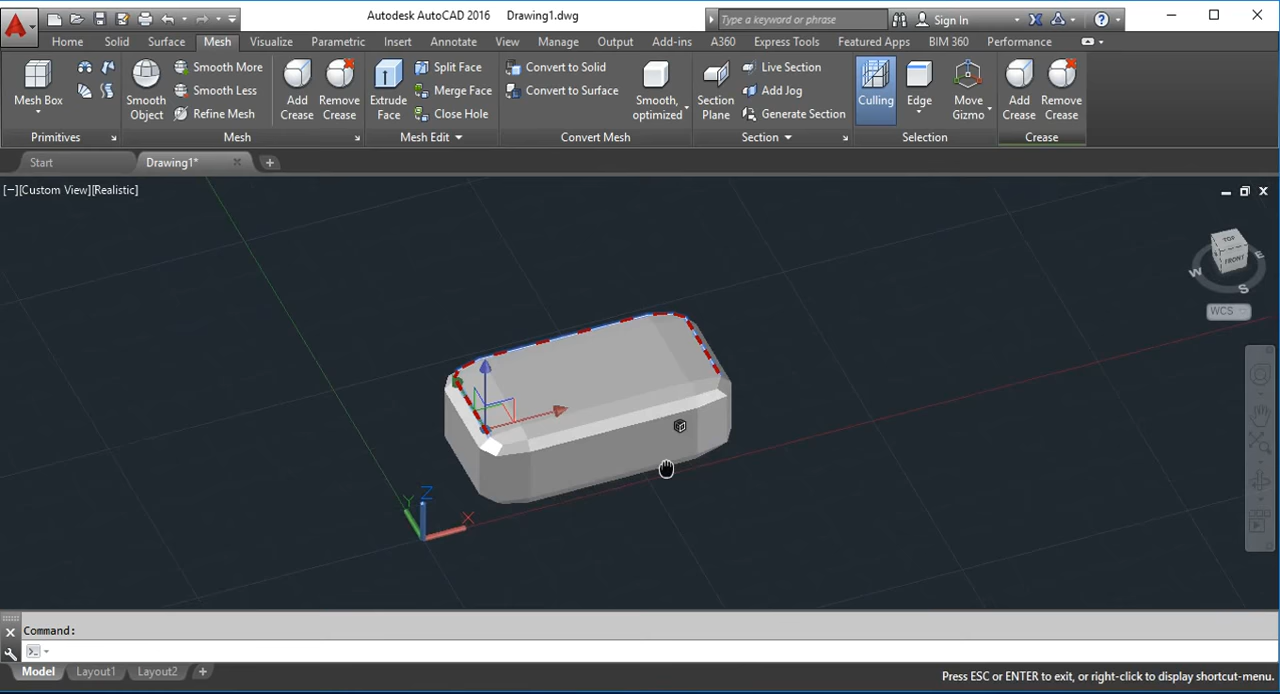 Autodesk AutoCAD 2016 Drawing1.dwg
Type a keyword or phrase
Sign In
Home Solid Surface Mesh Visualize Parametric Insert Annotate View Manage Output Add-ins A360 Express Tools Featured Apps BIM 360 Performance
Mesh Box
Smooth Object
Smooth More
Smooth Less
Refine Mesh
Add Crease
Remove Crease
Extrude Face
Split Face
Merge Face
Close Hole
Convert to Solid
Convert to Surface
Smooth, optimized
Section Plane
Live Section
Add Jog
Generate Section
Culling
Edge
Move Gizmo
Add Crease
Remove Crease
Primitives Mesh Mesh Edit Convert Mesh Section Selection Crease
Start Drawing1*
[−][Custom View][Realistic]
TOP
FRONT
W
E
S
WCS
Y
Z
X
Command:
Model Layout1 Layout2
Press ESC or ENTER to exit, or right-click to display shortcut-menu.